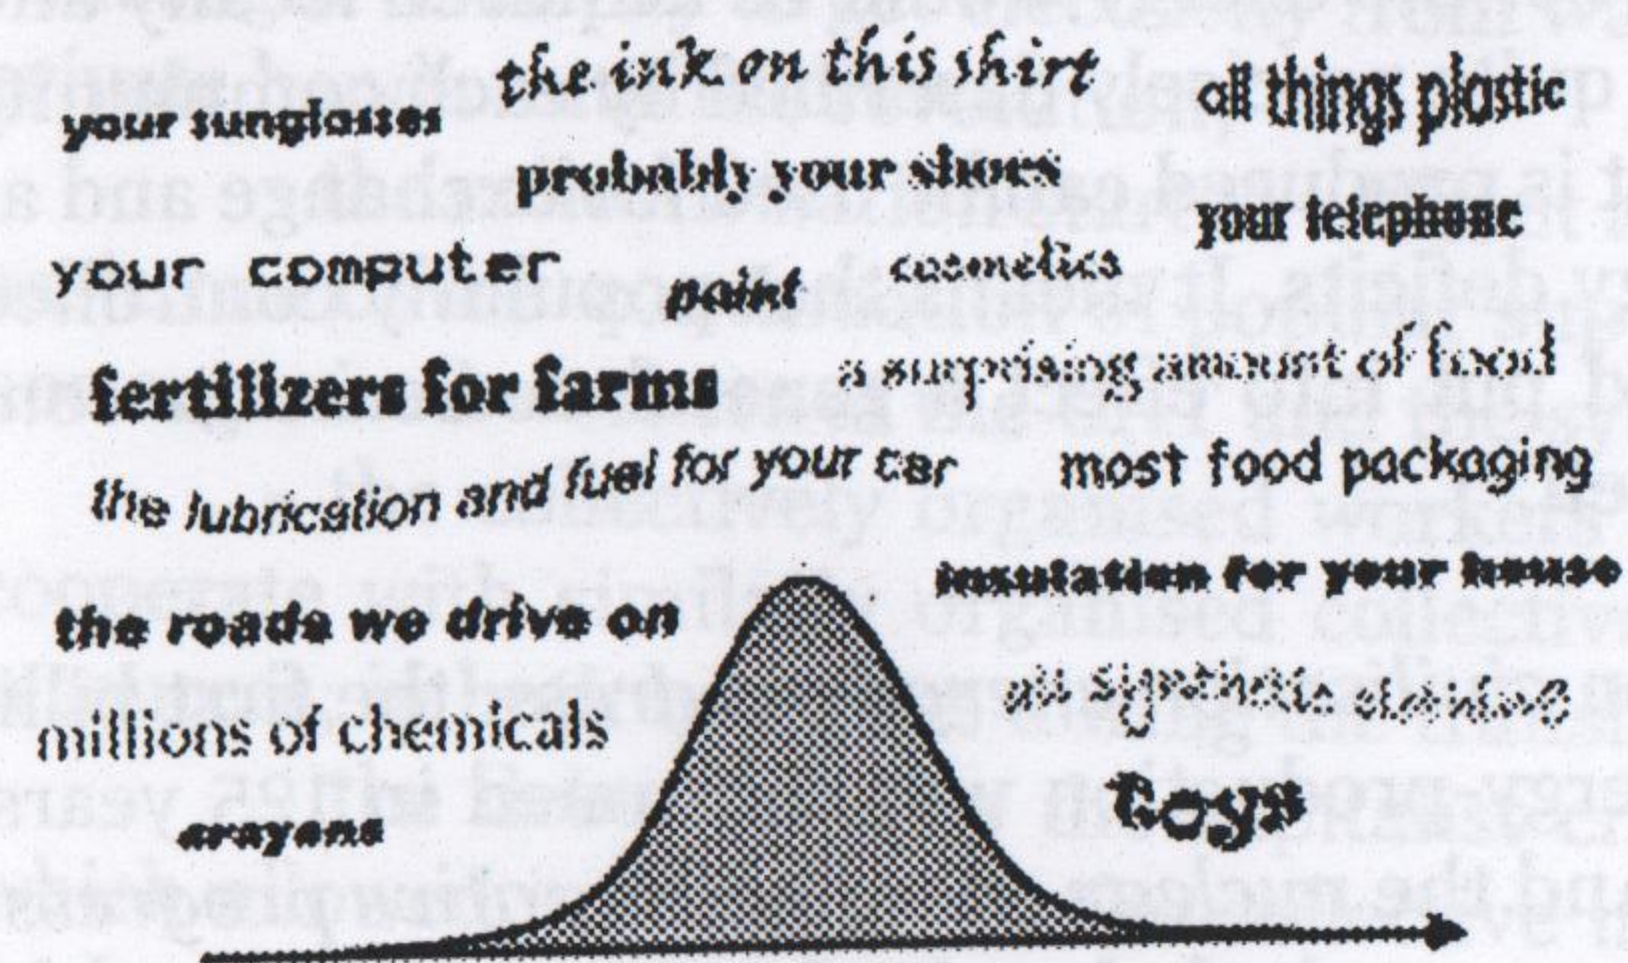 the ink on this shirt
all things plastic
your sunglasses
probably your shoes
your telephone
your computer
cosmetics
paint
a surprising amount of food
fertilizers for farms
the lubrication and fuel for your car
most food packaging
insulation for your house
the roads we drive on
all synthetic clothing
millions of chemicals
toys
crayons